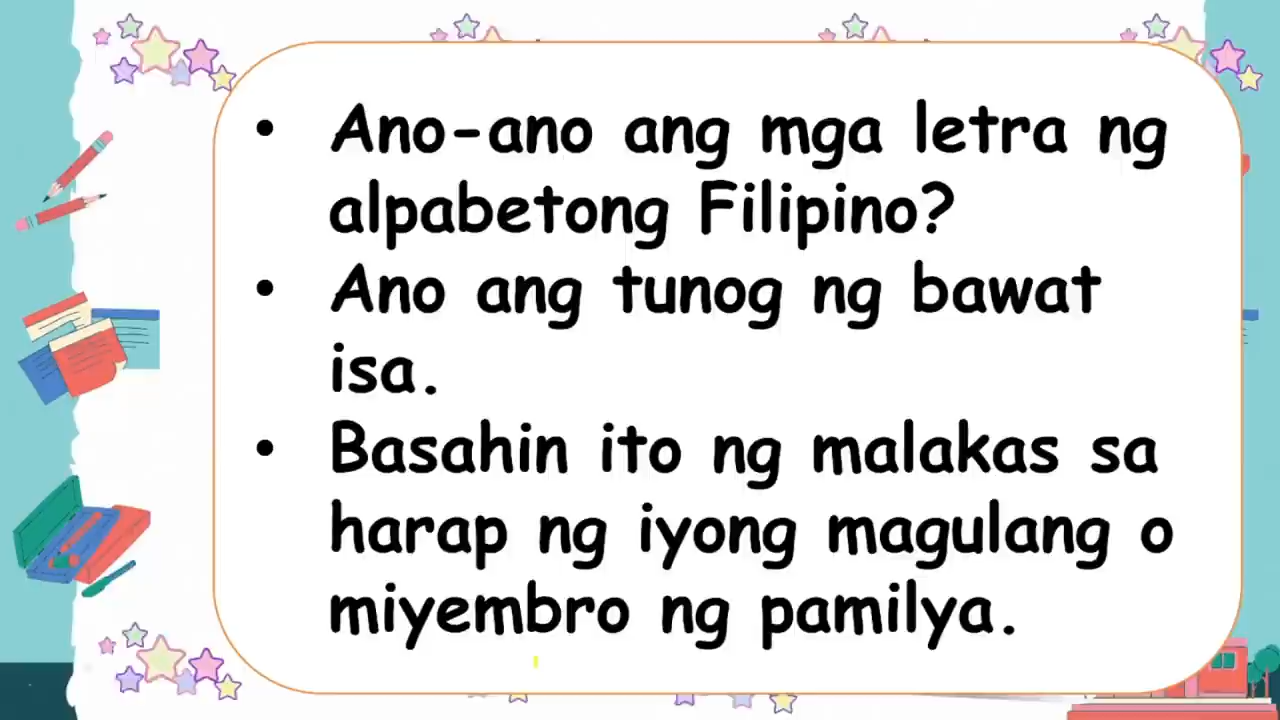 • Ano-ano ang mga letra ng
alpabetong Filipino?
• Ano ang tunog ng bawat
isa.
• Basahin ito ng malakas sa
harap ng iyong magulang o
miyembro ng pamilya.